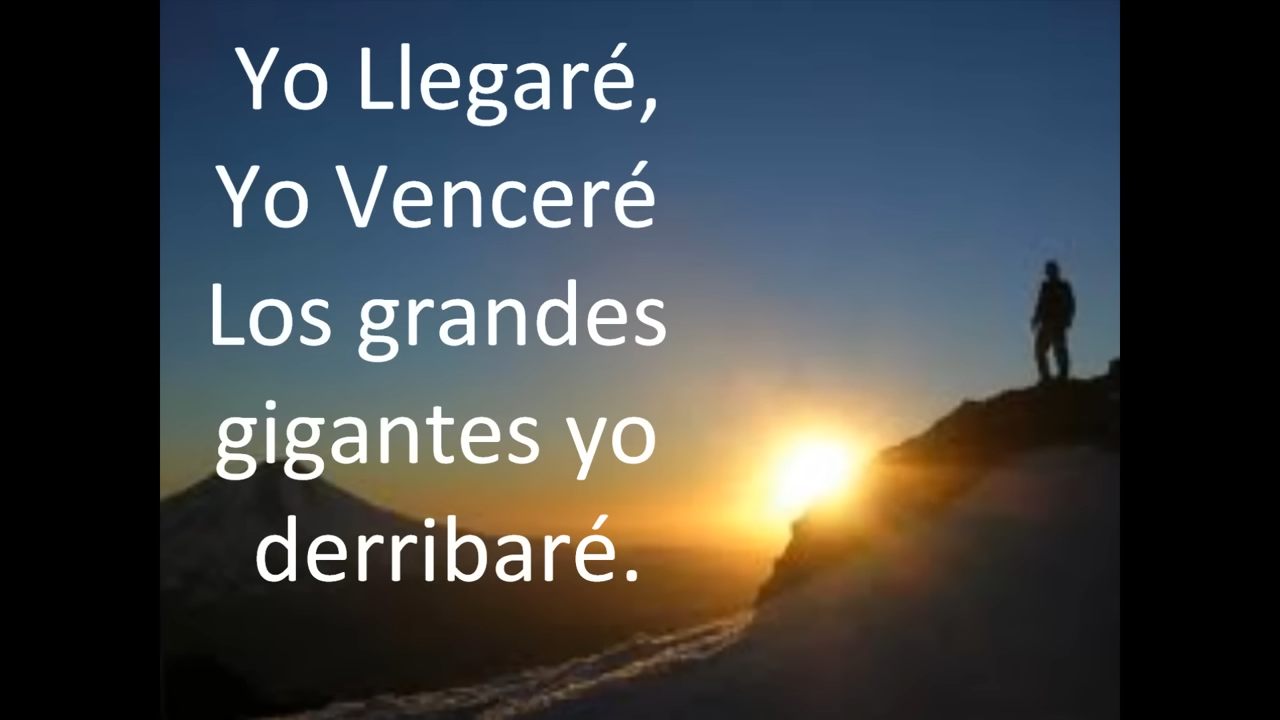 Yo Llegaré,
Yo Venceré
Los grandes
gigantes yo
derribaré.